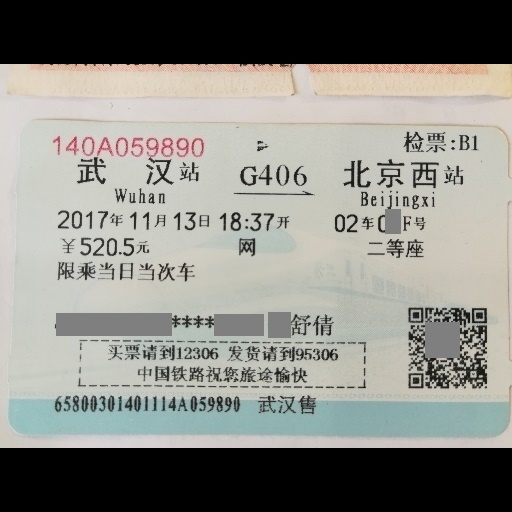 140A059890
检票:B1
武汉站 G406 北京西站
Wuhan Beijingxi
2017年11月13日18:37开 02车0 F号
¥520.5元 网 二等座
限乘当日当次车
**** 舒倩
买票请到12306 发货请到95306
中国铁路祝您旅途愉快
65800301401114A059890 武汉售